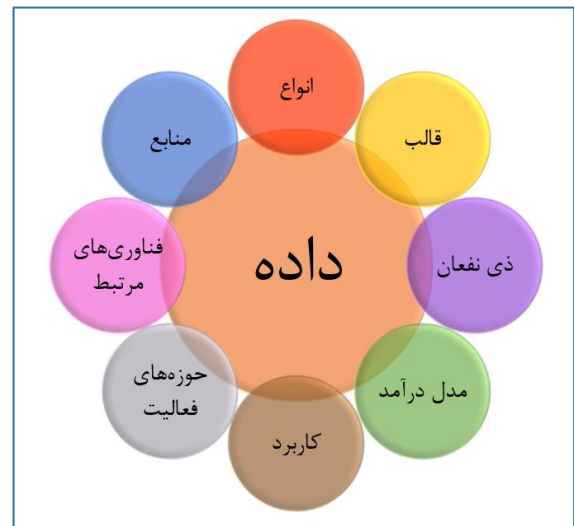 انواع
قالب
منابع
ذی نفعان
داده
فناوری‌های
مرتبط
مدل درآمد
حوزه‌های
فعالیت
کاربرد